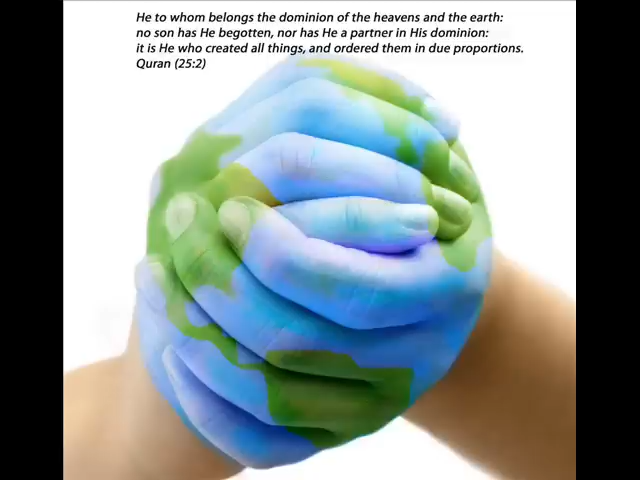 He to whom belongs the dominion of the heavens and the earth:
no son has He begotten, nor has He a partner in His dominion:
it is He who created all things, and ordered them in due proportions.
Quran (25:2)